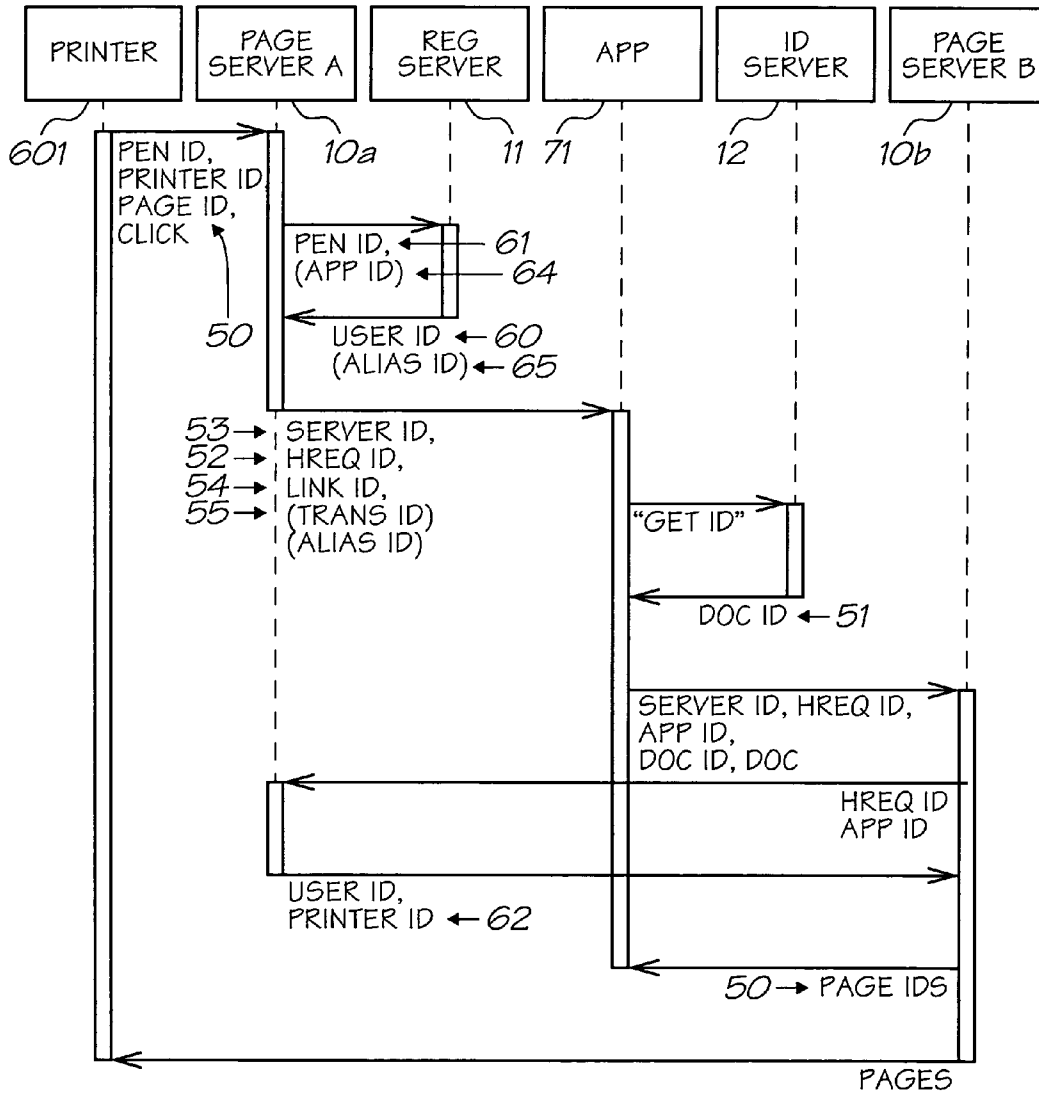 PRINTER
PAGE
SERVER A
REG
SERVER
APP
ID
SERVER
PAGE
SERVER B
601
10a
11
71
12
10b
PEN ID,
PRINTER ID
PAGE ID,
CLICK
50
PEN ID,
61
(APP ID)
64
USER ID
60
(ALIAS ID)
65
53
SERVER ID,
52
HREQ ID,
54
LINK ID,
55
(TRANS ID)
(ALIAS ID)
"GET ID"
DOC ID
51
SERVER ID, HREQ ID,
APP ID,
DOC ID, DOC
HREQ ID
APP ID
USER ID,
PRINTER ID
62
50
PAGE IDS
PAGES